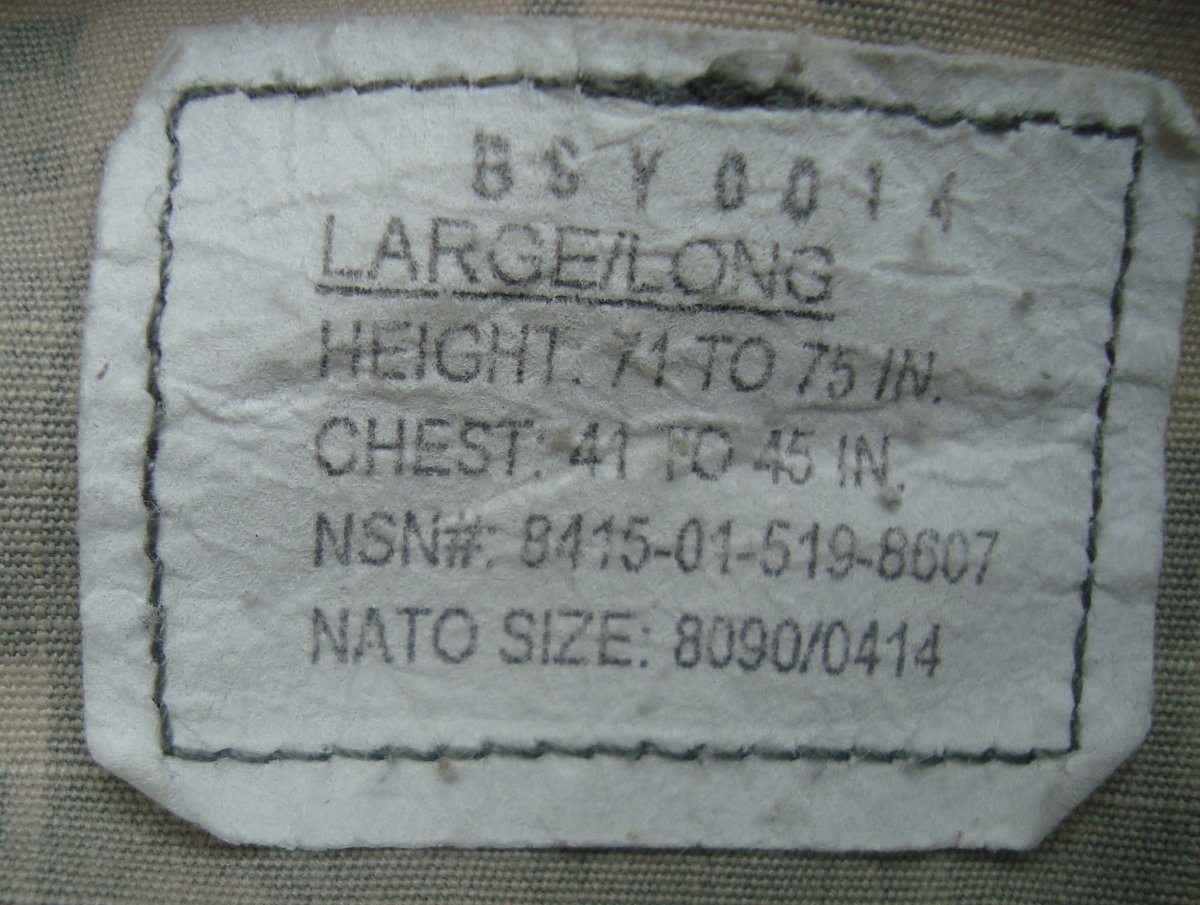 BSY0014
LARGE/LONG
HEIGHT: 71 TO 75 IN.
CHEST: 41 TO 45 IN.
NSN#: 8415-01-519-8607
NATO SIZE: 8090/0414